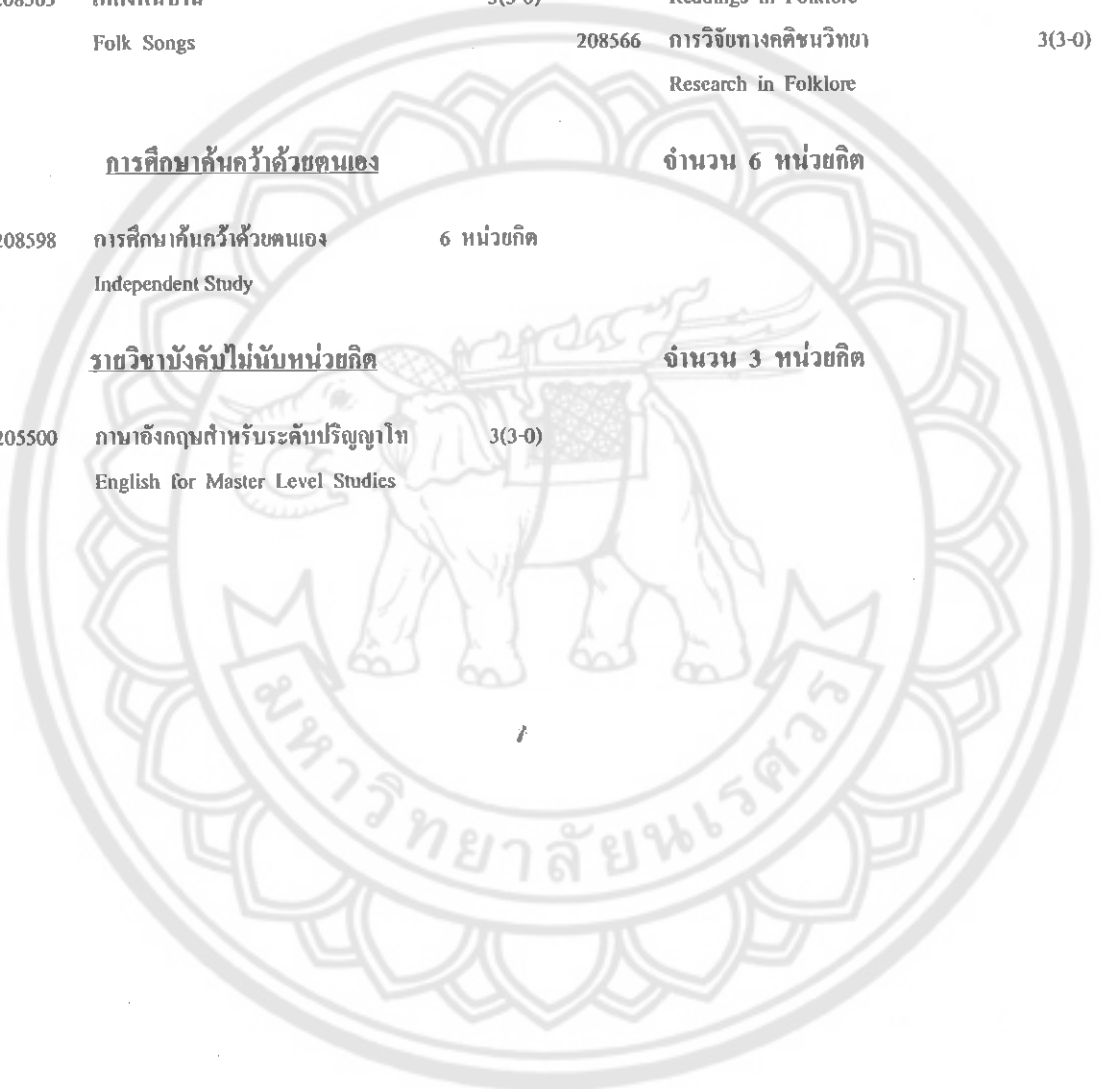 Folk Songs
208566 การวิจัยทางคติชนวิทยา 3(3-0)
Research in Folklore
การศึกษาค้นคว้าด้วยตนเอง จำนวน 6 หน่วยกิต
208598 การศึกษาค้นคว้าด้วยตนเอง 6 หน่วยกิต
Independent Study
รายวิชาบังคับไม่นับหน่วยกิต จำนวน 3 หน่วยกิต
205500 ภาษาอังกฤษสำหรับระดับปริญญาโท 3(3-0)
English for Master Level Studies
มหาวิทยาลัยนเรศวร